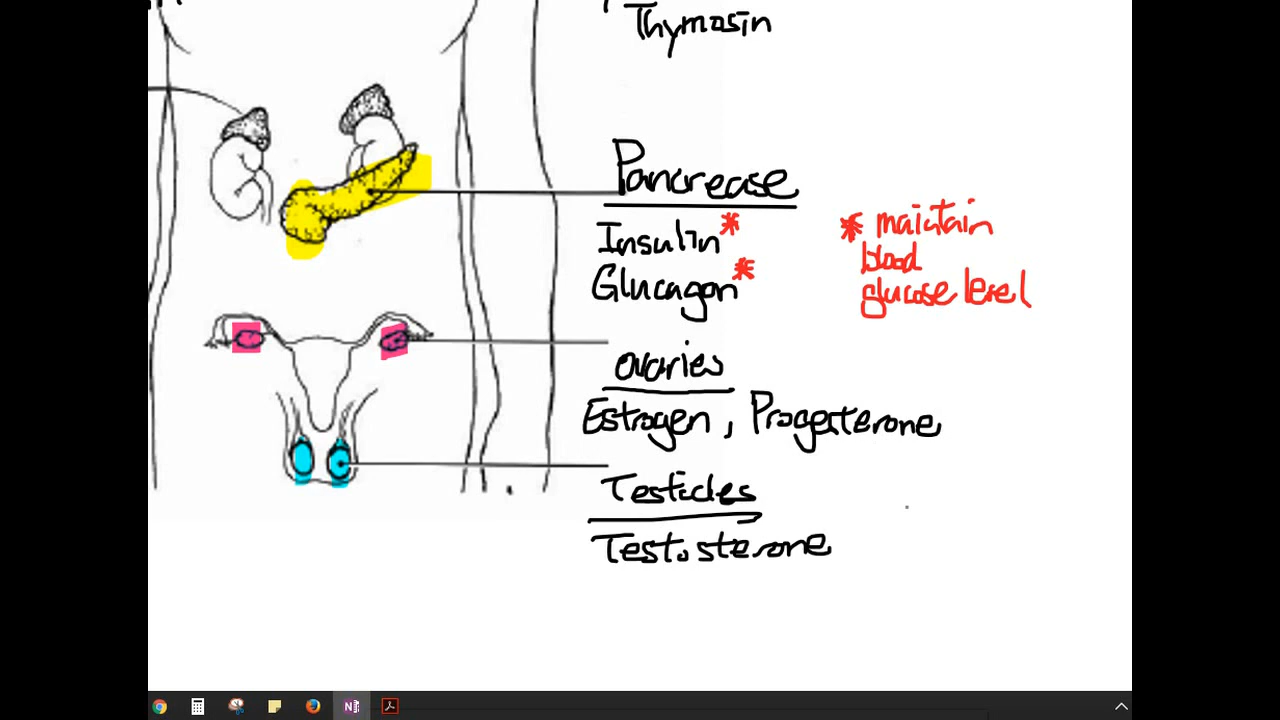 Thymosin
Pancrease
Insulin*
Glucagon*
* maintain
blood
glucose level
ovaries
Estrogen, Progesterone
Testicles
Testosterone